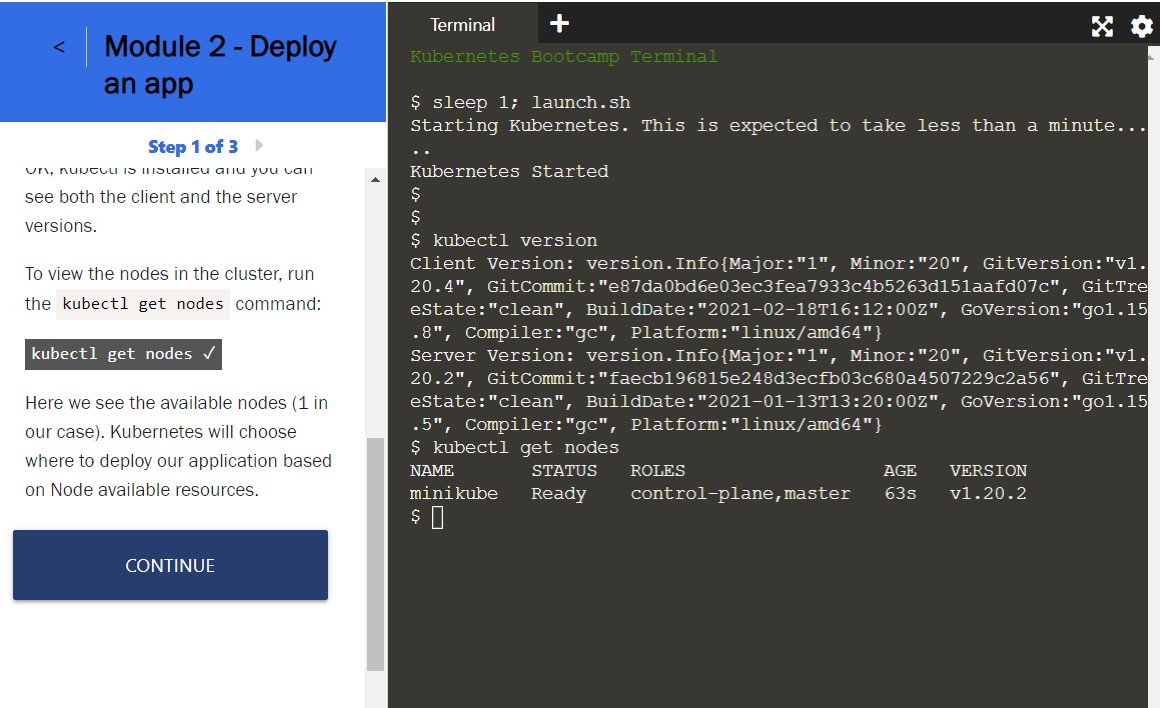 <
Module 2 - Deploy
an app
Step 1 of 3
OK, kubectl is installed and you can
see both the client and the server
versions.
To view the nodes in the cluster, run
the kubectl get nodes command:
kubectl get nodes ✓
Here we see the available nodes (1 in
our case). Kubernetes will choose
where to deploy our application based
on Node available resources.
CONTINUE
Terminal
+
Kubernetes Bootcamp Terminal
$ sleep 1; launch.sh
Starting Kubernetes. This is expected to take less than a minute...
..
Kubernetes Started
$
$
$ kubectl version
Client Version: version.Info{Major:"1", Minor:"20", GitVersion:"v1.
20.4", GitCommit:"e87da0bd6e03ec3fea7933c4b5263d151aafd07c", GitTre
eState:"clean", BuildDate:"2021-02-18T16:12:00Z", GoVersion:"go1.15
.8", Compiler:"gc", Platform:"linux/amd64"}
Server Version: version.Info{Major:"1", Minor:"20", GitVersion:"v1.
20.2", GitCommit:"faecb196815e248d3ecfb03c680a4507229c2a56", GitTre
eState:"clean", BuildDate:"2021-01-13T13:20:00Z", GoVersion:"go1.15
.5", Compiler:"gc", Platform:"linux/amd64"}
$ kubectl get nodes
NAME STATUS ROLES AGE VERSION
minikube Ready control-plane,master 63s v1.20.2
$